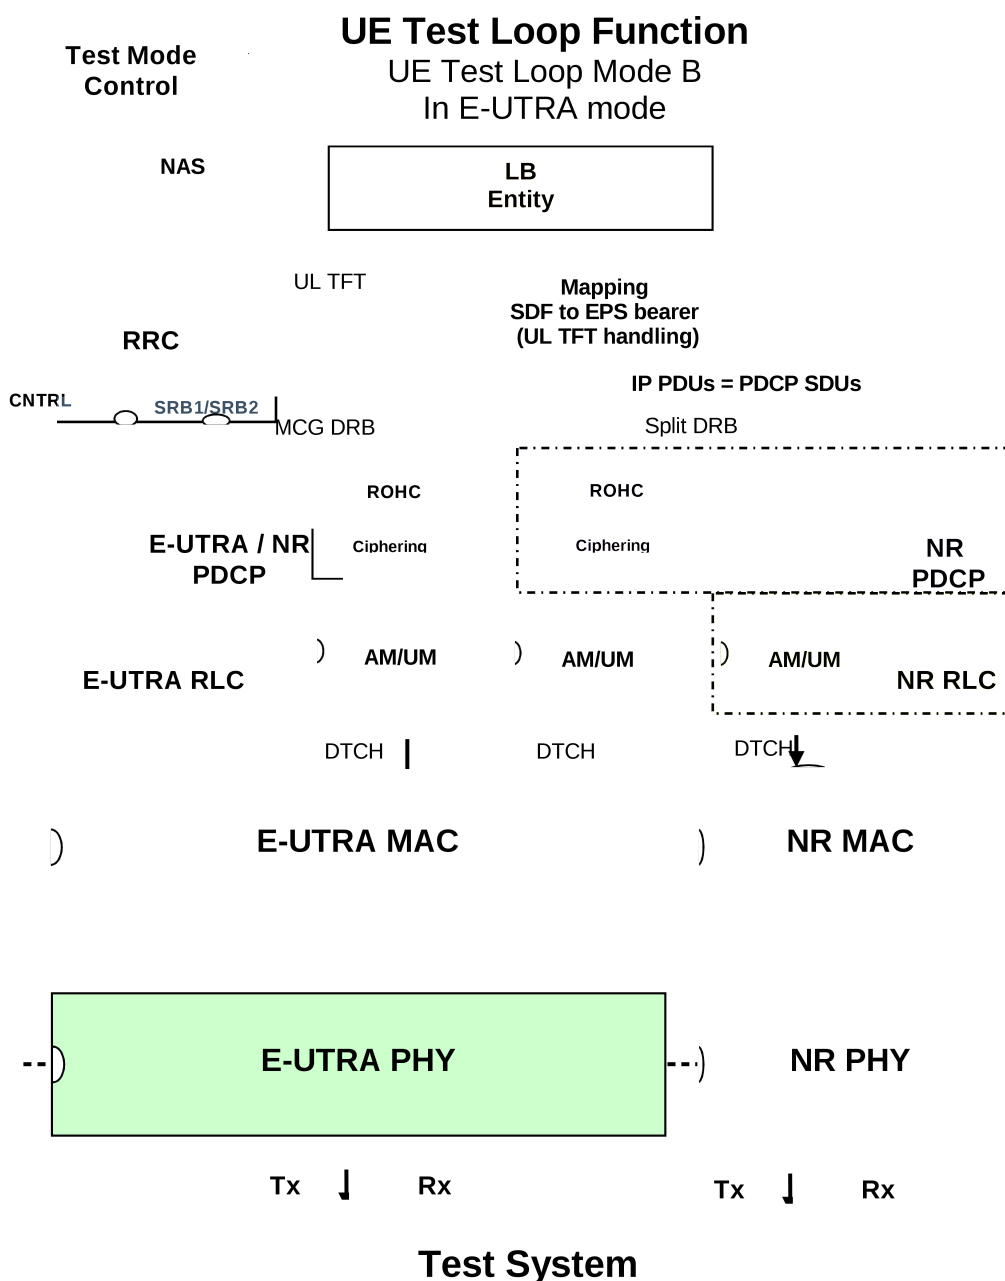 UE Test Loop Function
UE Test Loop Mode B
In E-UTRA mode
Test Mode
Control
NAS
LB
Entity
UL TFT
Mapping
SDF to EPS bearer
(UL TFT handling)
RRC
IP PDUs = PDCP SDUs
CNTRL
SRB1/SRB2
MCG DRB
Split DRB
ROHC
ROHC
E-UTRA / NR
PDCP
Ciphering
Ciphering
NR
PDCP
AM/UM
AM/UM
AM/UM
E-UTRA RLC
NR RLC
DTCH
DTCH
DTCH
E-UTRA MAC
NR MAC
E-UTRA PHY
NR PHY
Tx
Rx
Tx
Rx
Test System